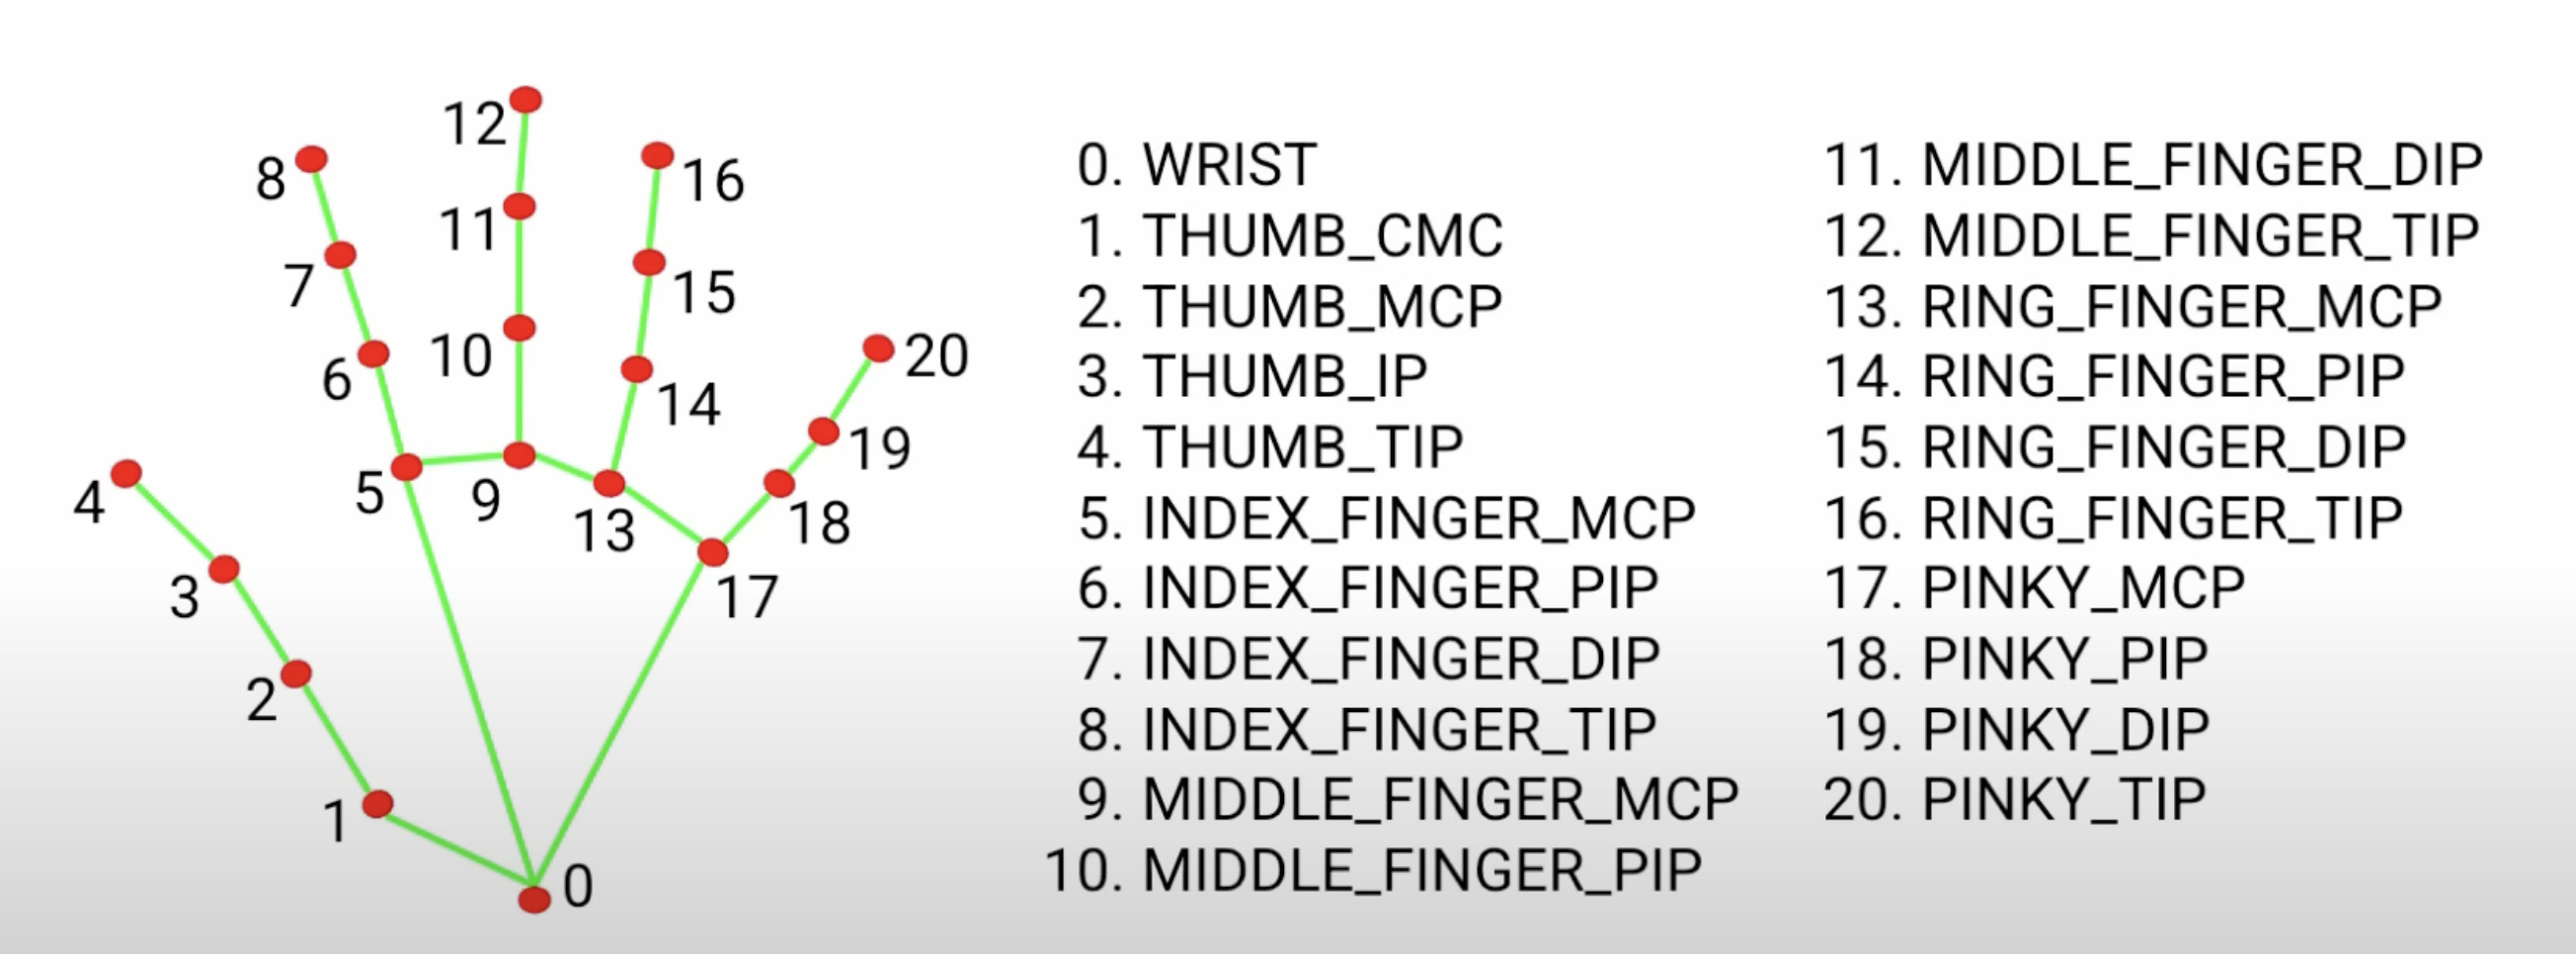 12
8
16
11
7
15
10
6
20
14
19
4
5
9
18
13
3
17
2
1
0
0. WRIST
1. THUMB_CMC
2. THUMB_MCP
3. THUMB_IP
4. THUMB_TIP
5. INDEX_FINGER_MCP
6. INDEX_FINGER_PIP
7. INDEX_FINGER_DIP
8. INDEX_FINGER_TIP
9. MIDDLE_FINGER_MCP
10. MIDDLE_FINGER_PIP
11. MIDDLE_FINGER_DIP
12. MIDDLE_FINGER_TIP
13. RING_FINGER_MCP
14. RING_FINGER_PIP
15. RING_FINGER_DIP
16. RING_FINGER_TIP
17. PINKY_MCP
18. PINKY_PIP
19. PINKY_DIP
20. PINKY_TIP